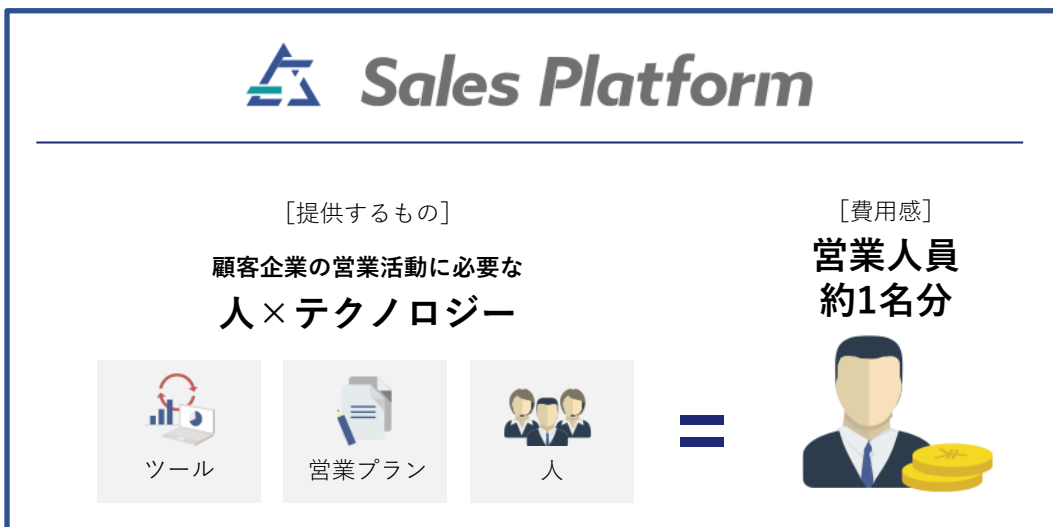 Sales Platform
［提供するもの］
顧客企業の営業活動に必要な
人×テクノロジー
ツール
営業プラン
人
=
［費用感］
営業人員
約1名分
¥